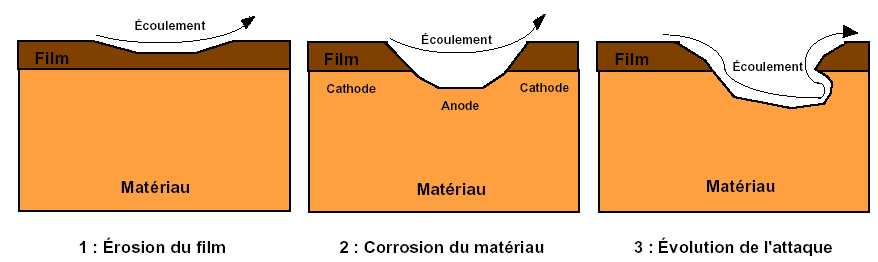 Écoulement
Film
Matériau
1 : Érosion du film
Écoulement
Film
Cathode
Anode
Cathode
Matériau
2 : Corrosion du matériau
Film
Écoulement
Matériau
3 : Évolution de l'attaque